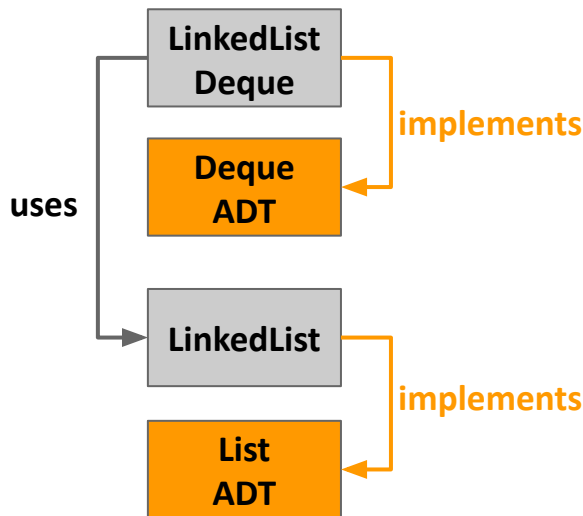 LinkedList
Deque
implements
Deque
ADT
uses
LinkedList
implements
List
ADT